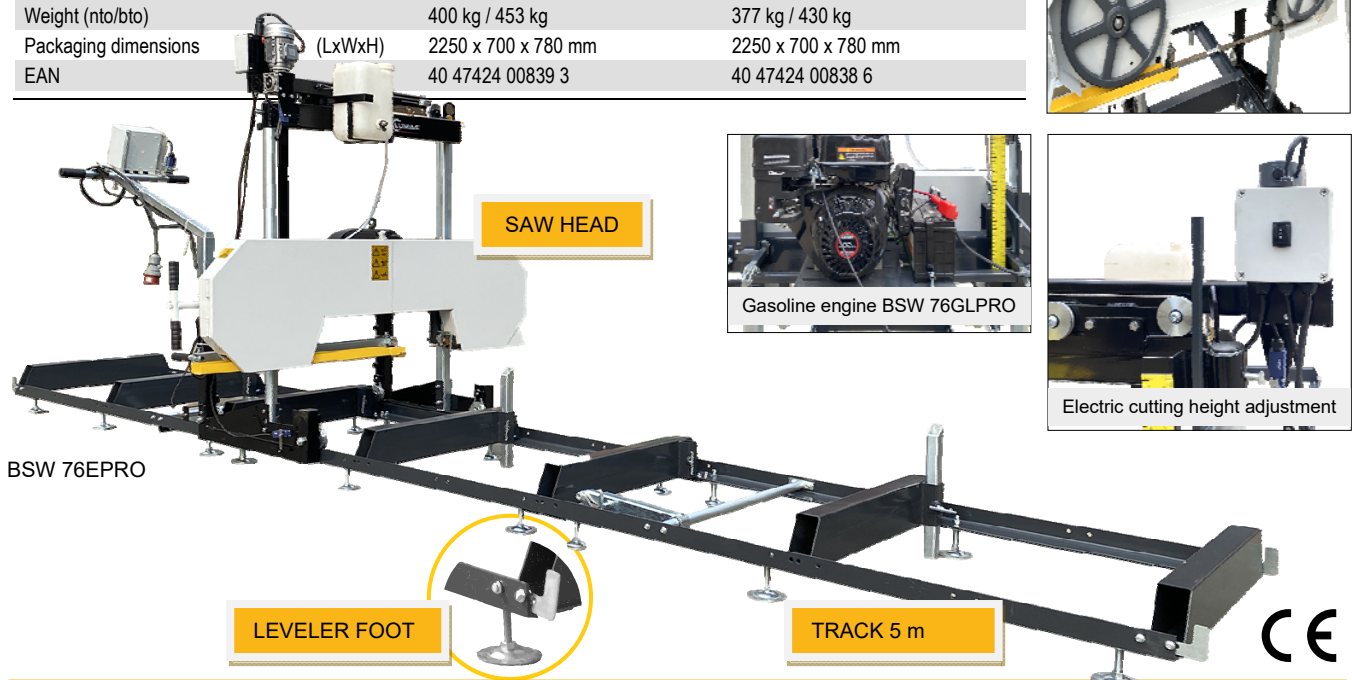 Weight (nto/bto) 400 kg / 453 kg 377 kg / 430 kg
Packaging dimensions (LxWxH) 2250 x 700 x 780 mm 2250 x 700 x 780 mm
EAN 40 47424 00839 3 40 47424 00838 6
LUMAG
SAW HEAD
Gasoline engine BSW 76GLPRO
Electric cutting height adjustment
BSW 76EPRO
LEVELER FOOT
TRACK 5 m
CE